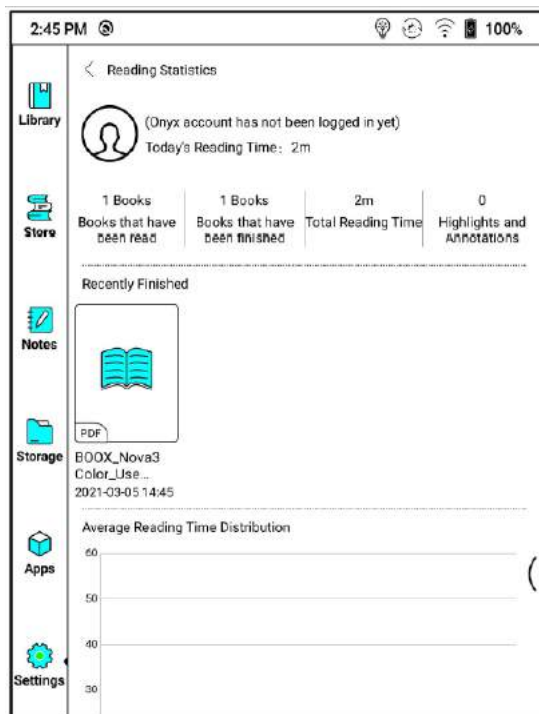 2:45 PM 100%
Reading Statistics
Library
(Onyx account has not been logged in yet)
Today's Reading Time: 2m
Store
1 Books
Books that have
been read
1 Books
Books that have
been finished
2m
Total Reading Time
0
Highlights and
Annotations
Recently Finished
Notes
PDF
Storage
BOOX_Nova3
Color_Use...
2021-03-05 14:45
Average Reading Time Distribution
Apps
60
50
40
30
Settings